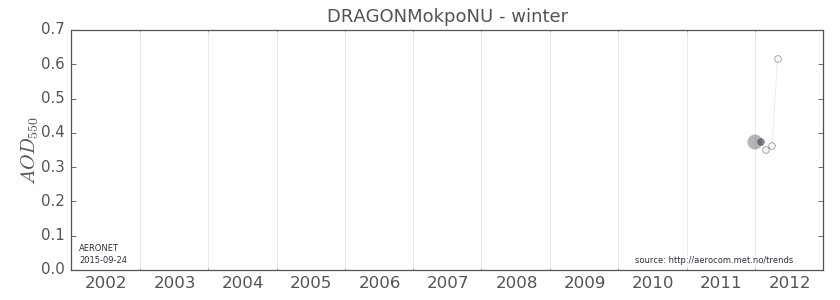 DRAGONMokpoNU - winter
0.7
0.6
0.5
0.4
0.3
0.2
0.1
0.0
AOD550
AERONET
2015-09-24
source: http://aerocom.met.no/trends
2002 2003 2004 2005 2006 2007 2008 2009 2010 2011 2012